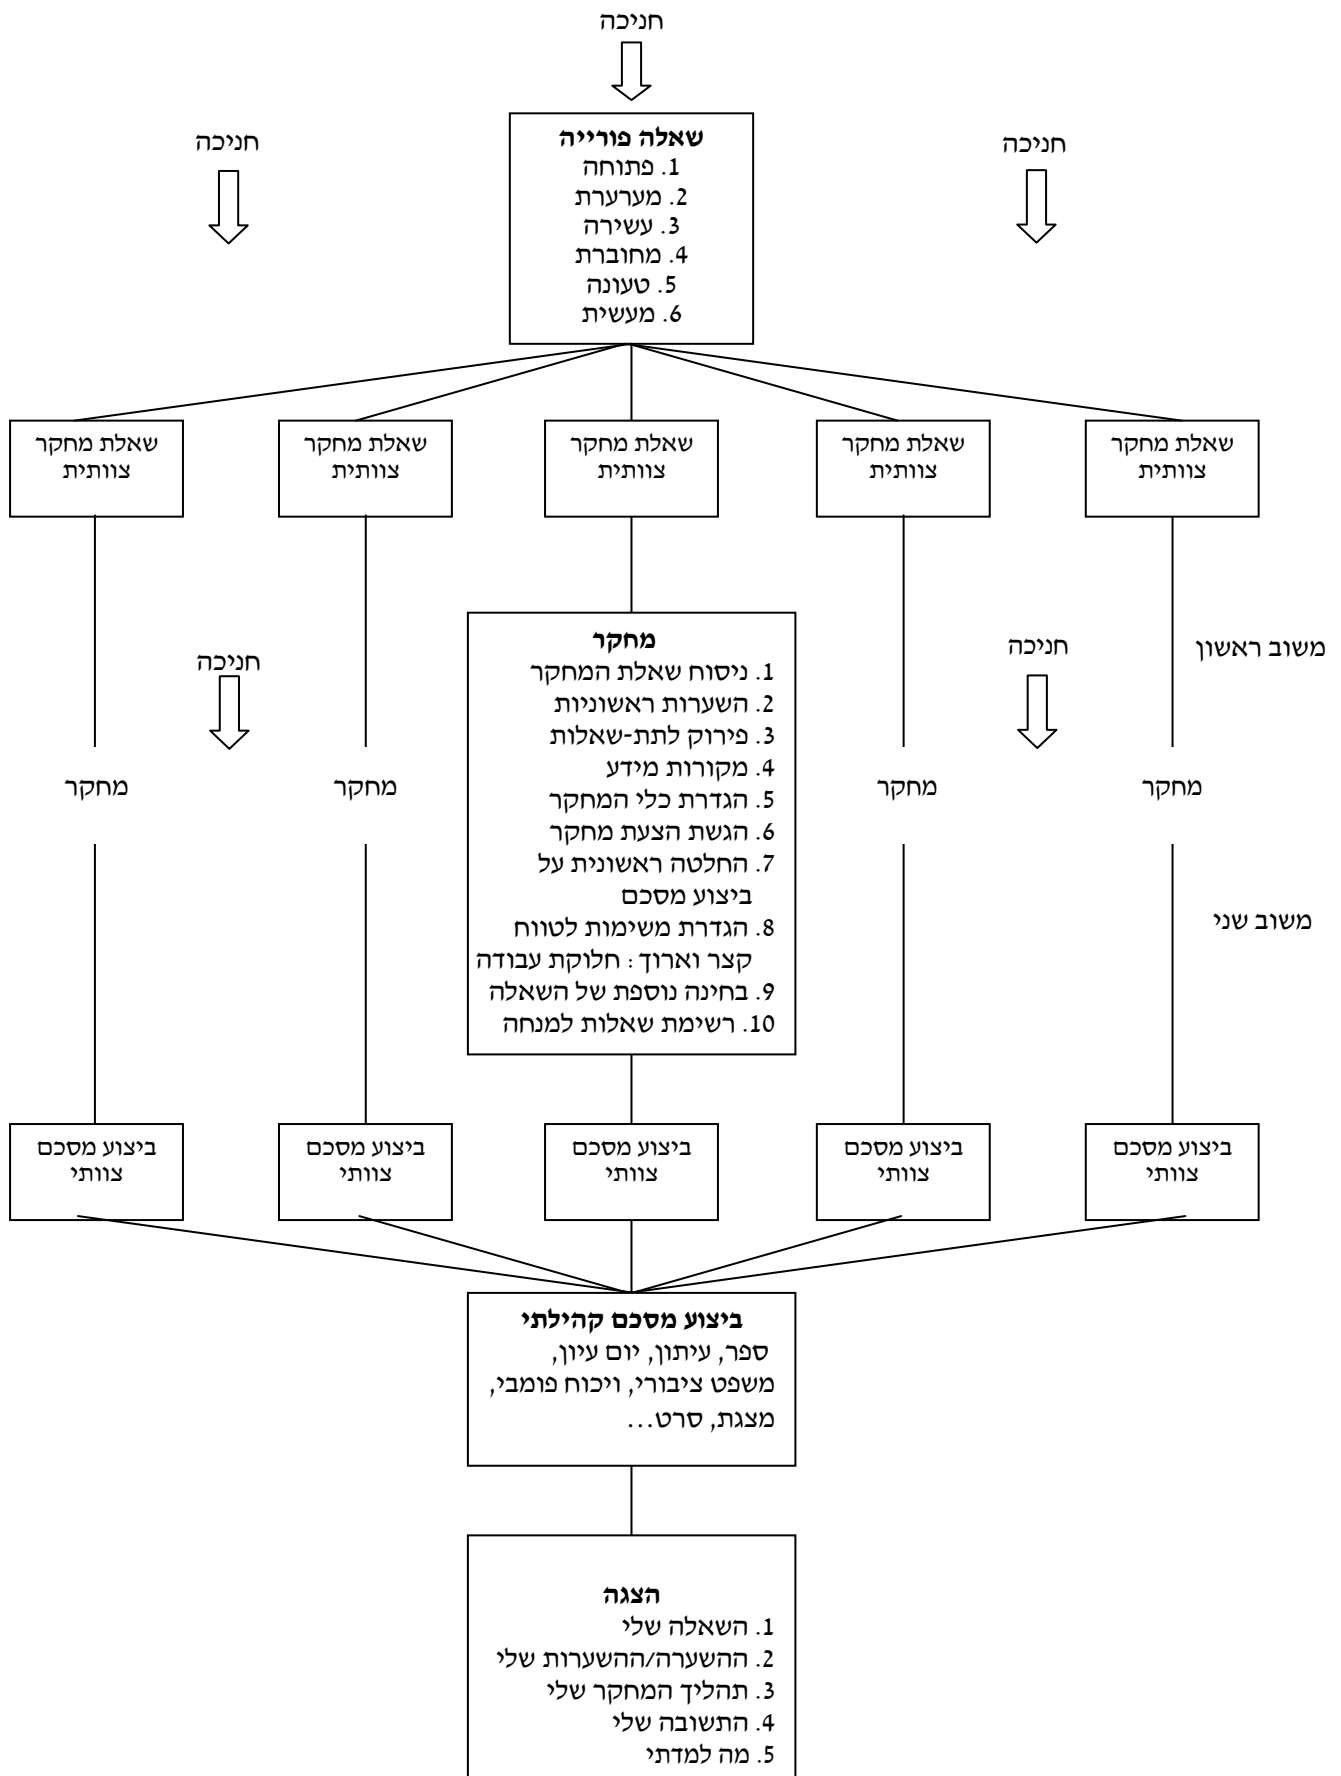 חניכה
חניכה
חניכה
שאלה פורייה
1. פתוחה
2. מערערת
3. עשירה
4. מחוברת
5. טעונה
6. מעשית
שאלת מחקר
צוותית
שאלת מחקר
צוותית
שאלת מחקר
צוותית
שאלת מחקר
צוותית
שאלת מחקר
צוותית
משוב ראשון
חניכה
חניכה
מחקר
1. ניסוח שאלת המחקר
2. השערות ראשוניות
3. פירוק לתת-שאלות
4. מקורות מידע
5. הגדרת כלי המחקר
6. הגשת הצעת מחקר
7. החלטה ראשונית על
ביצוע מסכם
8. הגדרת משימות לטווח
קצר וארוך: חלוקת עבודה
9. בחינה נוספת של השאלה
10. רשימת שאלות למנחה
מחקר
מחקר
מחקר
מחקר
משוב שני
ביצוע מסכם
צוותי
ביצוע מסכם
צוותי
ביצוע מסכם
צוותי
ביצוע מסכם
צוותי
ביצוע מסכם
צוותי
ביצוע מסכם קהילתי
ספר, עיתון, יום עיון,
משפט ציבורי, ויכוח פומבי,
מצגת, סרט...
הצגה
1. השאלה שלי
2. ההשערה/ההשערות שלי
3. תהליך המחקר שלי
4. התשובה שלי
5. מה למדתי